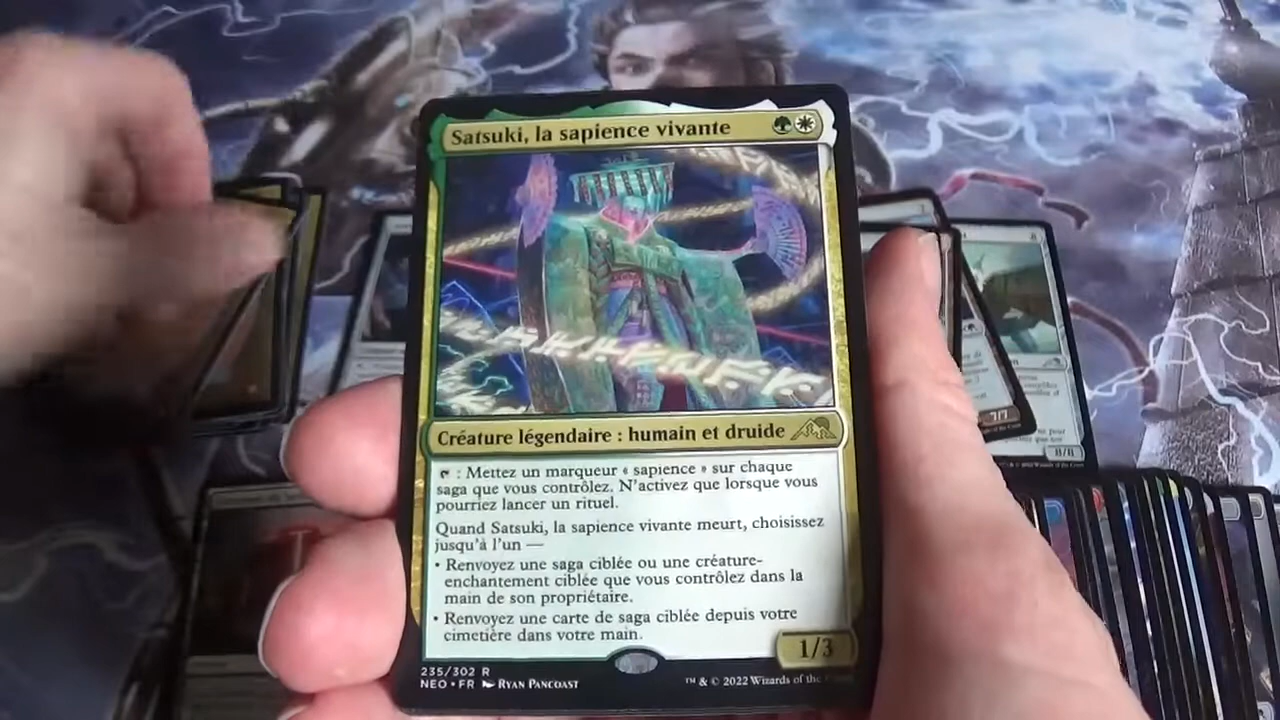 Satsuki, la sapience vivante
Créature légendaire : humain et druide
: Mettez un marqueur « sapience » sur chaque
saga que vous contrôlez. N'activez que lorsque vous
pourriez lancer un rituel.
Quand Satsuki, la sapience vivante meurt, choisissez
jusqu'à l'un —
• Renvoyez une saga ciblée ou une créature-
enchantement ciblée que vous contrôlez dans la
main de son propriétaire.
• Renvoyez une carte de saga ciblée depuis votre
cimetière dans votre main.
1/3
235/302 R
NEO • FR Ryan Pancoast
™ & © 2022 Wizards of the
7/7
8/8